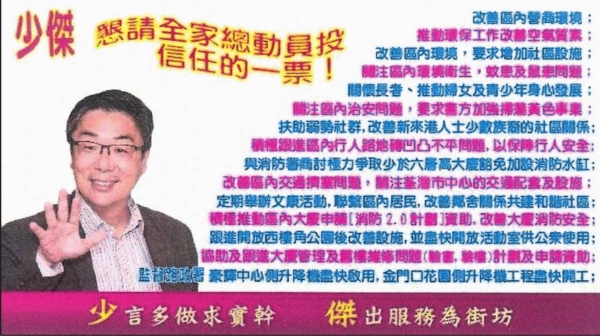 少傑
懇請全家總動員投
信任的一票！
改善區內營商環境；
推動環保工作改善空氣質素；
改善區內環境，要求增加社區設施；
關注區內環境衛生，蚊患及鼠患問題；
關懷長者、推動婦女及青少年身心發展；
關注區內治安問題，要求警方加強掃蕩黃色事業；
扶助弱勢社群,改善新來港人士少數族裔的社區關係；
積極跟進區內行人路地磚凹凸不平問題，以保障行人安全；
與消防署商討極力爭取少於六層高大廈豁免加設消防水缸；
改善區內交通擠塞問題，關注荃灣市中心的交通配套及設施；
定期舉辦文康活動,聯繫區內居民,改善鄰舍關係共建和諧社區；
積極推動區內大廈申請[消防 2.0 計劃]資助,改善大廈消防安全；
跟進開放西樓角公園後改善設施,並盡快開放活動室供公衆使用；
協助及跟進大廈管理及舊樓維修問題(驗窗,驗樓)計劃及申請資助；
監督路政署 豪輝中心側升降機盡快啟用,金門口花園側升降機工程盡快開工；
少言多做求實幹 傑出服務為街坊